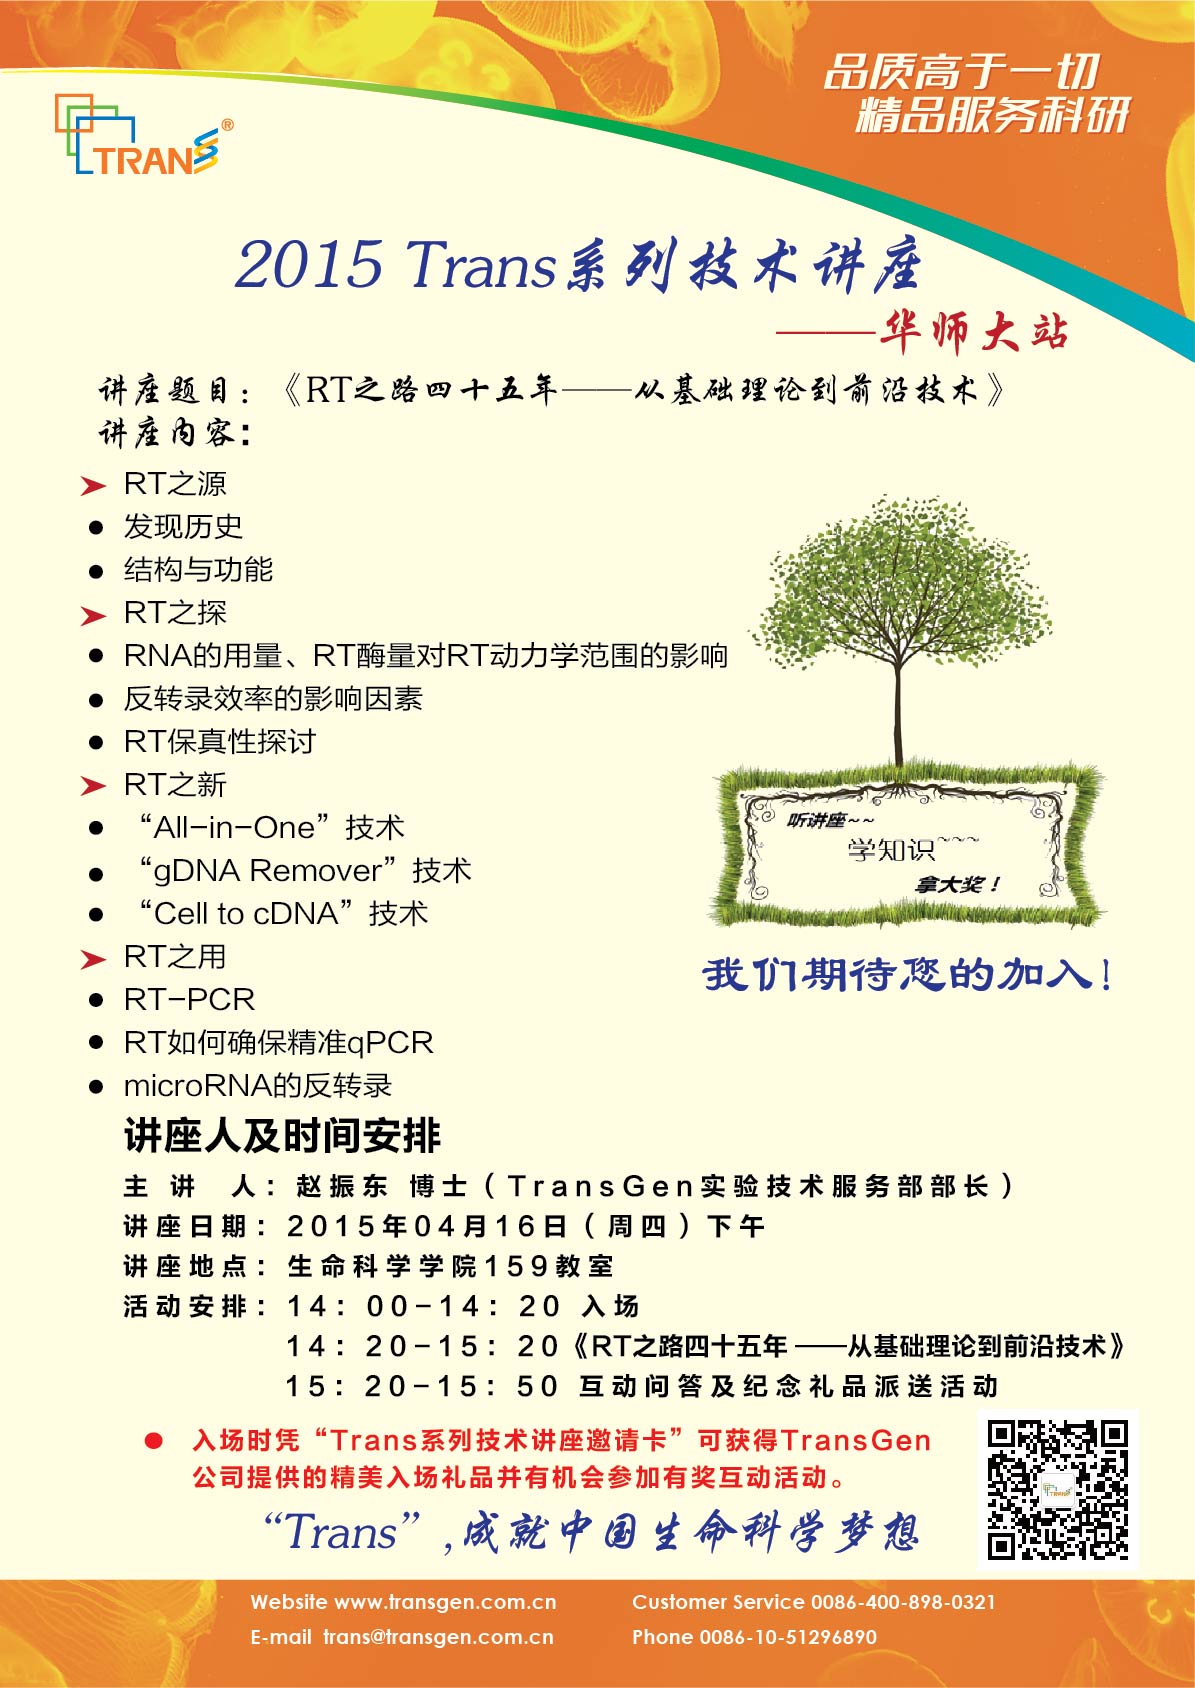 品质高于一切
精品服务科研
TRANS®
2015 Trans系列技术讲座
——华师大站
讲座题目：《RT之路四十五年——从基础理论到前沿技术》
讲座内容：
➤ RT之源
● 发现历史
● 结构与功能
➤ RT之探
● RNA的用量、RT酶量对RT动力学范围的影响
● 反转录效率的影响因素
● RT保真性探讨
➤ RT之新
● “All-in-One”技术
● “gDNA Remover”技术
● “Cell to cDNA”技术
➤ RT之用
● RT-PCR
● RT如何确保精准qPCR
● microRNA的反转录
听讲座~~
学知识~~~
拿大奖！
我们期待您的加入！
讲座人及时间安排
主 讲 人：赵振东 博士（TransGen实验技术服务部部长）
讲座日期：2015年04月16日（周四）下午
讲座地点：生命科学学院159教室
活动安排：14：00-14：20 入场
14：20-15：20《RT之路四十五年 ——从基础理论到前沿技术》
15：20-15：50 互动问答及纪念礼品派送活动
● 入场时凭“Trans系列技术讲座邀请卡”可获得TransGen
公司提供的精美入场礼品并有机会参加有奖互动活动。
“Trans”,成就中国生命科学梦想
TRANS
Website www.transgen.com.cn Customer Service 0086-400-898-0321
E-mail trans@transgen.com.cn Phone 0086-10-51296890